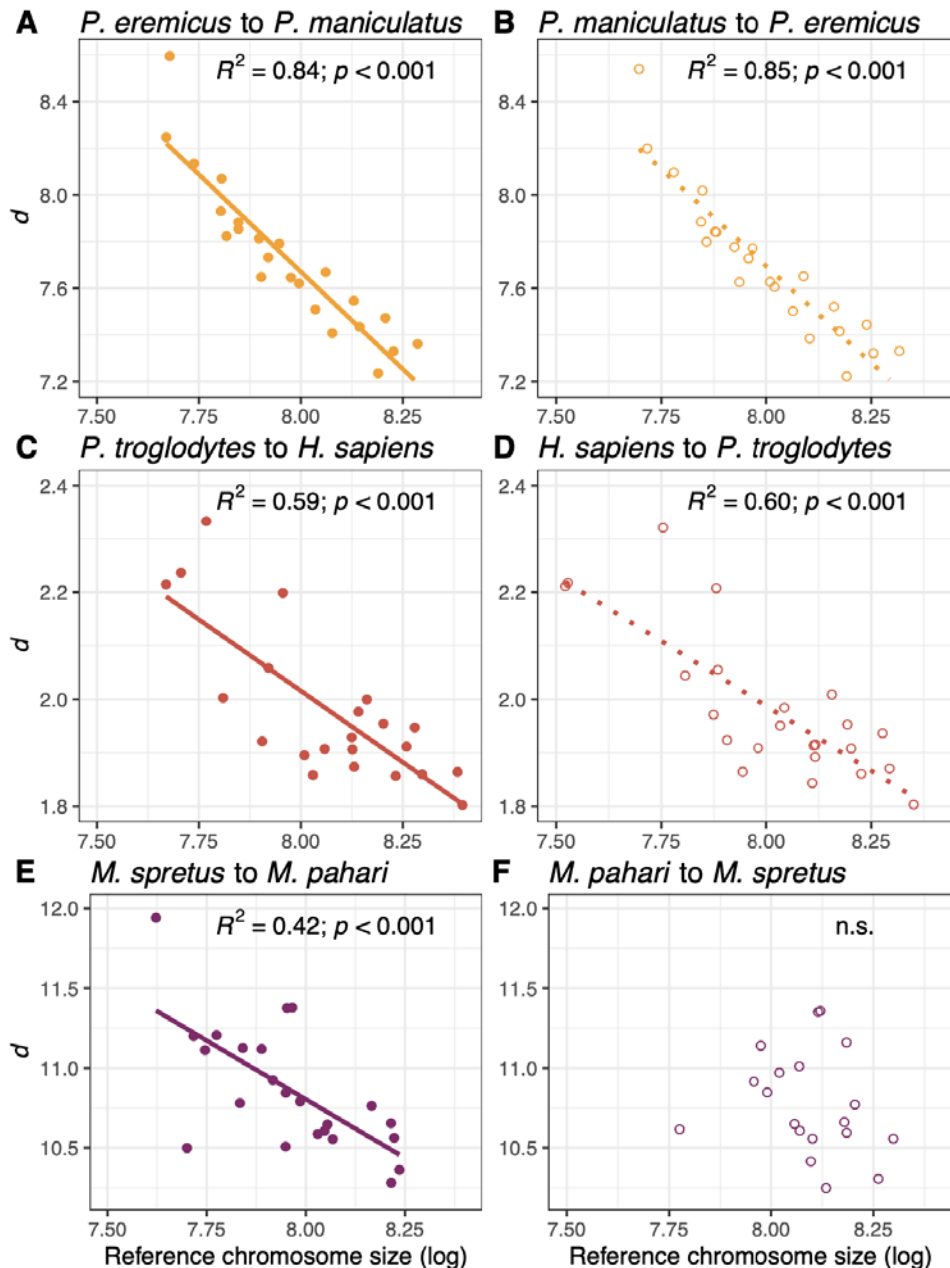 A P. eremicus to P. maniculatus
R² = 0.84; p < 0.001
8.4
8.0
7.6
7.2
d
7.50 7.75 8.00 8.25
B P. maniculatus to P. eremicus
R² = 0.85; p < 0.001
8.4
8.0
7.6
7.2
7.50 7.75 8.00 8.25
C P. troglodytes to H. sapiens
R² = 0.59; p < 0.001
2.4
2.2
2.0
1.8
d
7.50 7.75 8.00 8.25
D H. sapiens to P. troglodytes
R² = 0.60; p < 0.001
2.4
2.2
2.0
1.8
7.50 7.75 8.00 8.25
E M. spretus to M. pahari
R² = 0.42; p < 0.001
12.0
11.5
11.0
10.5
d
7.50 7.75 8.00 8.25
Reference chromosome size (log)
F M. pahari to M. spretus
n.s.
12.0
11.5
11.0
10.5
7.50 7.75 8.00 8.25
Reference chromosome size (log)